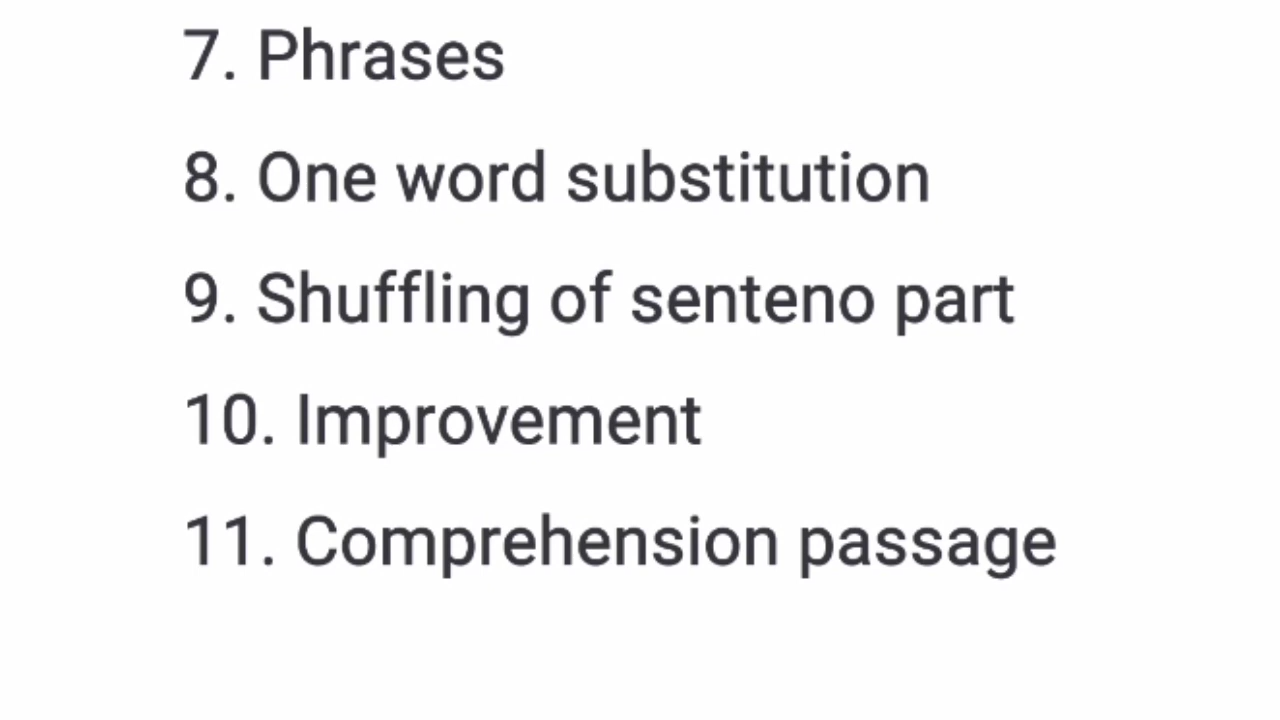 7. Phrases
8. One word substitution
9. Shuffling of senteno part
10. Improvement
11. Comprehension passage